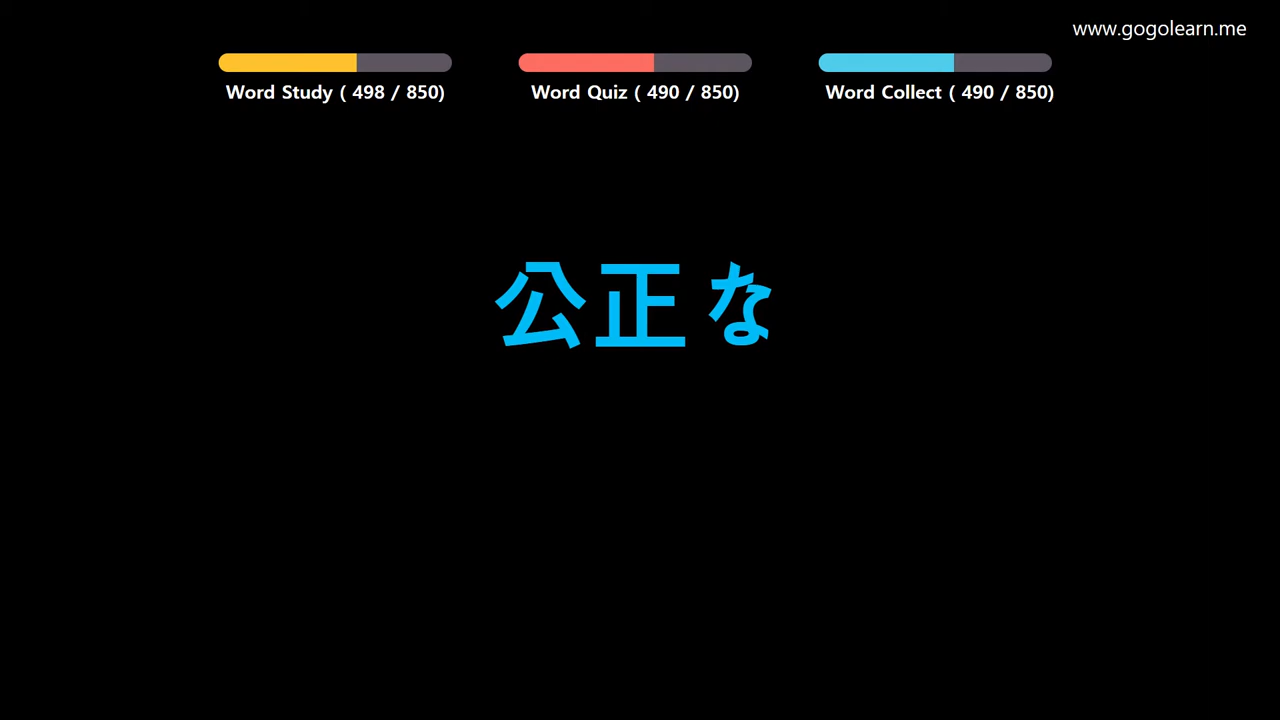 www.gogolearn.me
Word Study ( 498 / 850)
Word Quiz ( 490 / 850)
Word Collect ( 490 / 850)
公正な